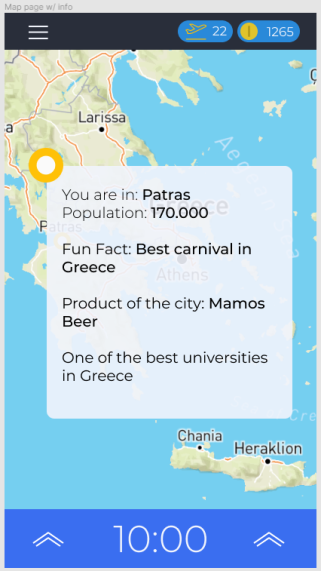 Map page w/ info
22
1265
Larissa
Aegean
You are in: Patras
Population: 170.000
Greece
Patras
Fun Fact: Best carnival in
Greece
Athens
Product of the city: Mamos
Beer
One of the best universities
in Greece
Chania
Heraklion
10:00